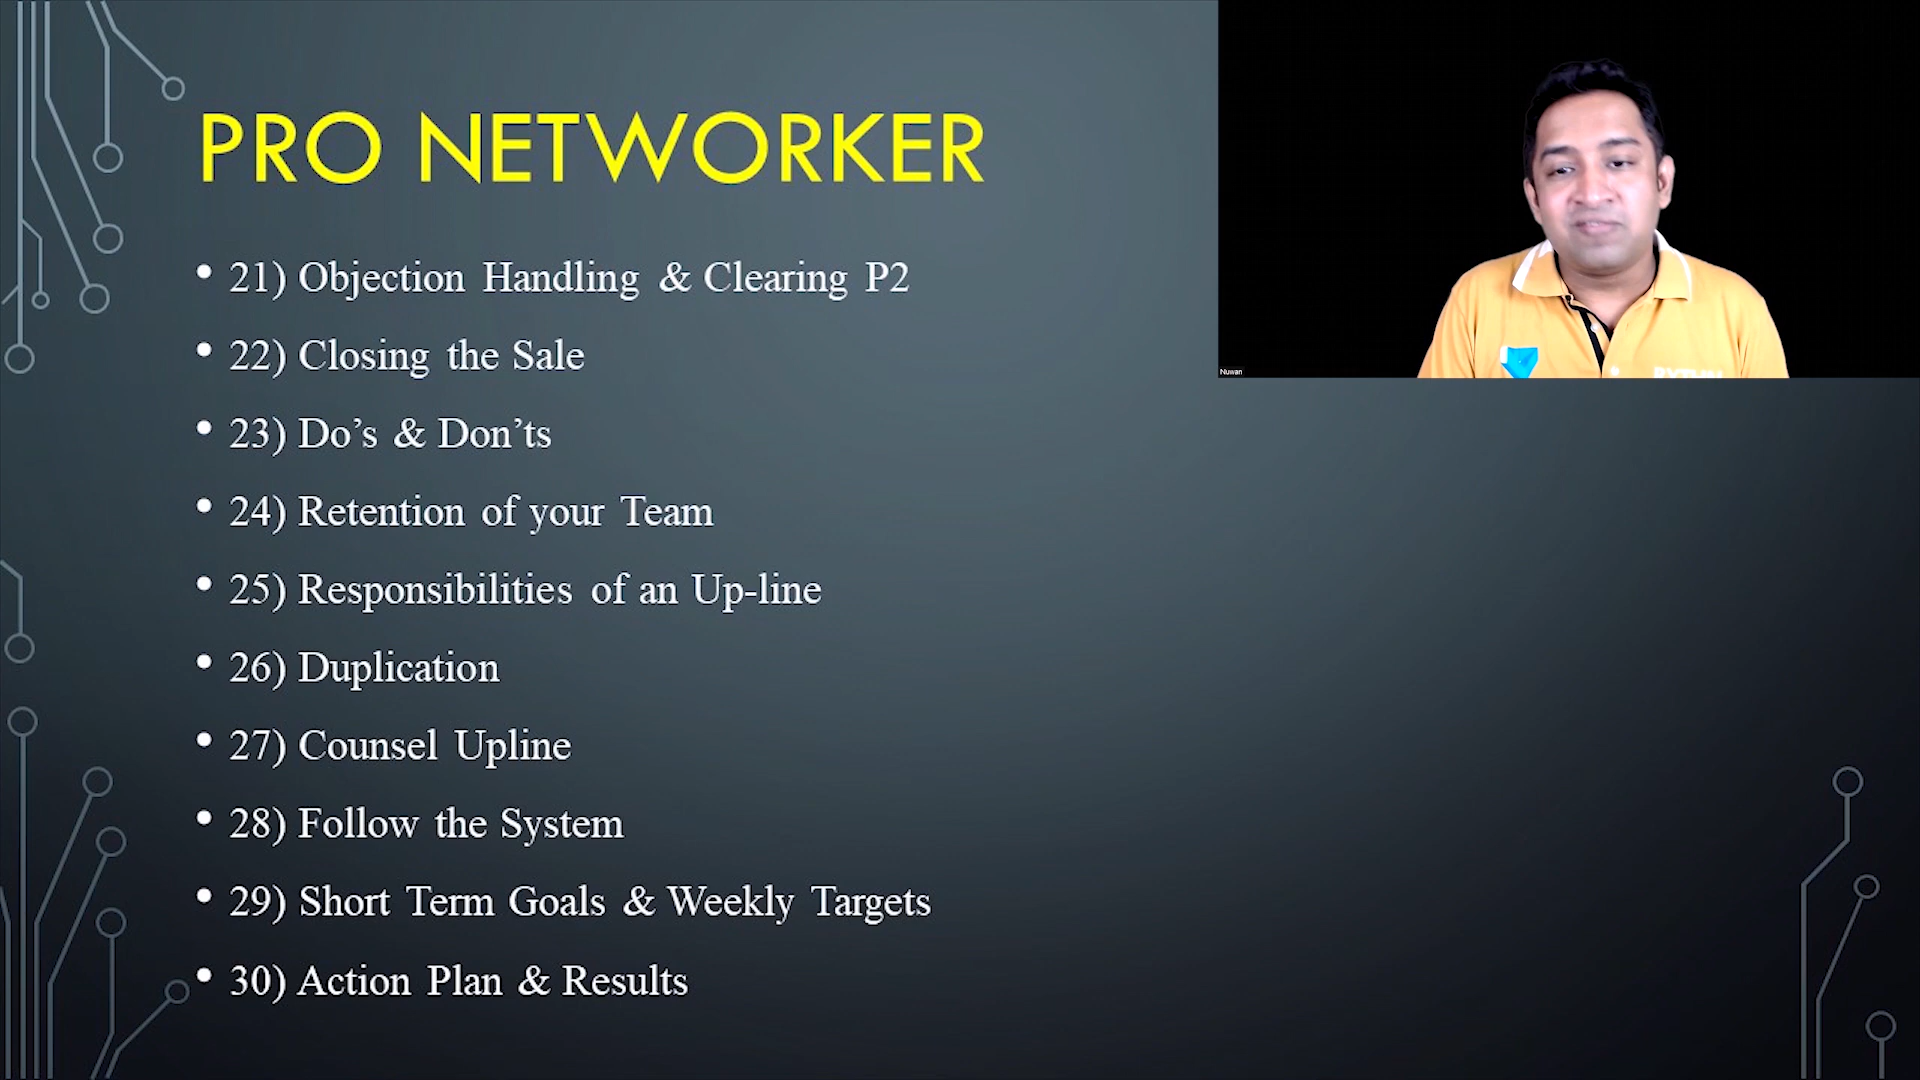 PRO NETWORKER
• 21) Objection Handling & Clearing P2
• 22) Closing the Sale
• 23) Do’s & Don’ts
• 24) Retention of your Team
• 25) Responsibilities of an Up-line
• 26) Duplication
• 27) Counsel Upline
• 28) Follow the System
• 29) Short Term Goals & Weekly Targets
• 30) Action Plan & Results
Nuwan